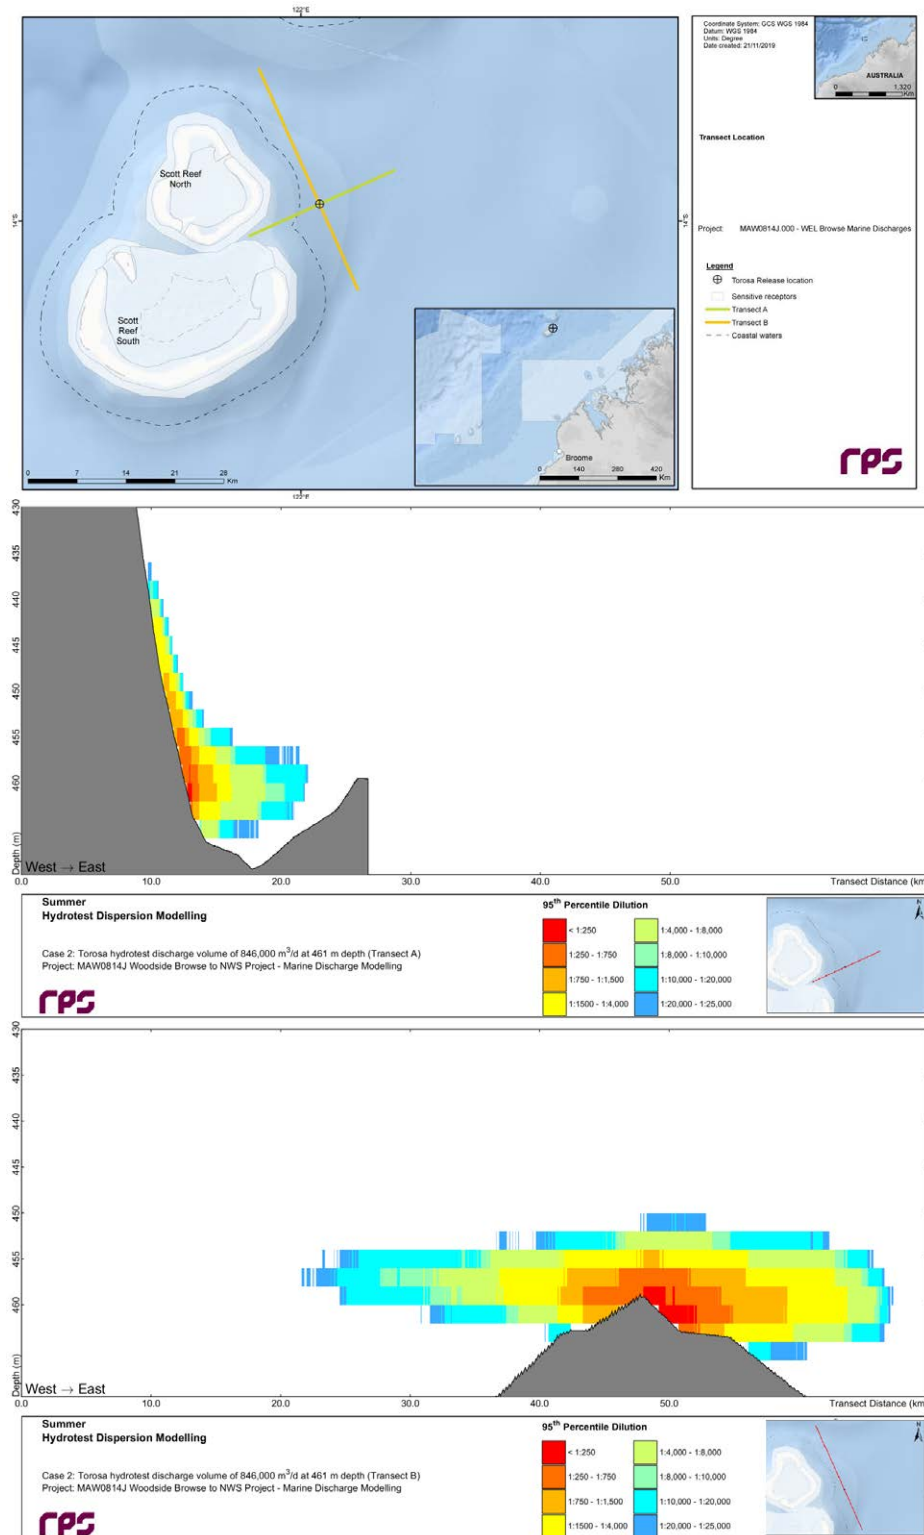 122°E
Scott Reef
North
Scott
Reef
South
14°S
14°S
Broome
0 140 280 420
Km
0 7 14 21 28
Km
122°E
Coordinate System: GCS WGS 1984
Datum: WGS 1984
Units: Degree
Date created: 21/11/2019
AUSTRALIA
0 1,320
Km
Transect Location
Project: MAW0814J.000 - WEL Browse Marine Discharges
Legend
Torosa Release location
Sensitive receptors
Transect A
Transect B
Coastal waters
rps
430
435
440
445
450
455
460
Depth (m)
West → East
0.0 10.0 20.0 30.0 40.0 50.0 Transect Distance (km
Summer
Hydrotest Dispersion Modelling
Case 2: Torosa hydrotest discharge volume of 846,000 m³/d at 461 m depth (Transect A)
Project: MAW0814J Woodside Browse to NWS Project - Marine Discharge Modelling
rps
95th Percentile Dilution
< 1:250
1:250 - 1:750
1:750 - 1:1,500
1:1500 - 1:4,000
1:4,000 - 1:8,000
1:8,000 - 1:10,000
1:10,000 - 1:20,000
1:20,000 - 1:25,000
N
430
435
440
445
450
455
460
Depth (m)
West → East
0.0 10.0 20.0 30.0 40.0 50.0 Transect Distance (km
Summer
Hydrotest Dispersion Modelling
Case 2: Torosa hydrotest discharge volume of 846,000 m³/d at 461 m depth (Transect B)
Project: MAW0814J Woodside Browse to NWS Project - Marine Discharge Modelling
rps
95th Percentile Dilution
< 1:250
1:250 - 1:750
1:750 - 1:1,500
1:1500 - 1:4,000
1:4,000 - 1:8,000
1:8,000 - 1:10,000
1:10,000 - 1:20,000
1:20,000 - 1:25,000
N